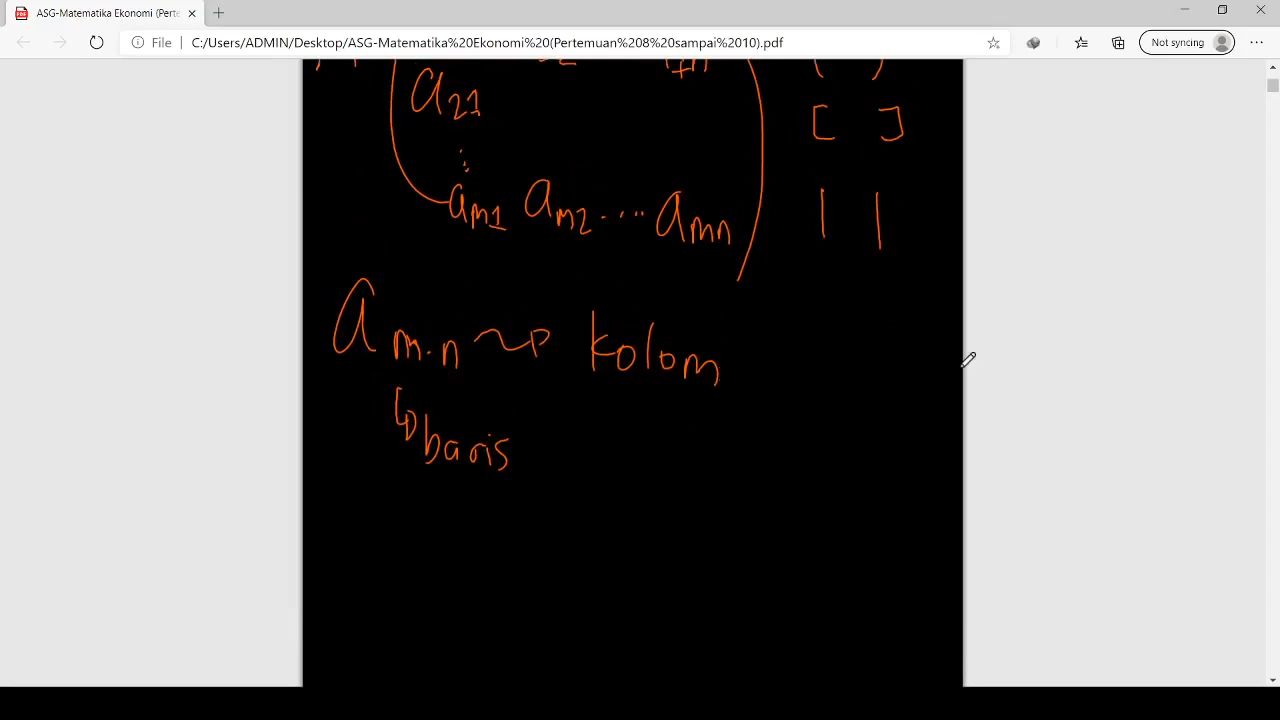 ASG-Matematika Ekonomi (Perte
File C:/Users/ADMIN/Desktop/ASG-Matematika%20Ekonomi%20(Pertemuan%208%20sampai%2010).pdf Not syncing
a21
⋮
am1 am2 ..... amn
[ ]
| |
a m.n ~> kolom
↳ baris